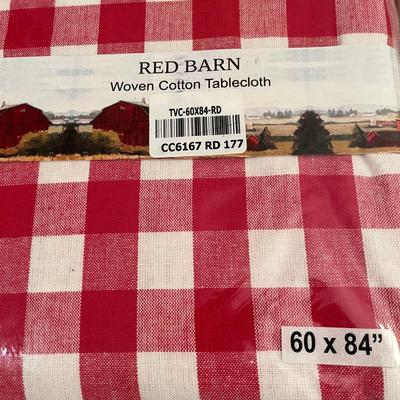 RED BARN
Woven Cotton Tablecloth
TVC-60X84-RD
CC6167 RD 177
60 x 84”